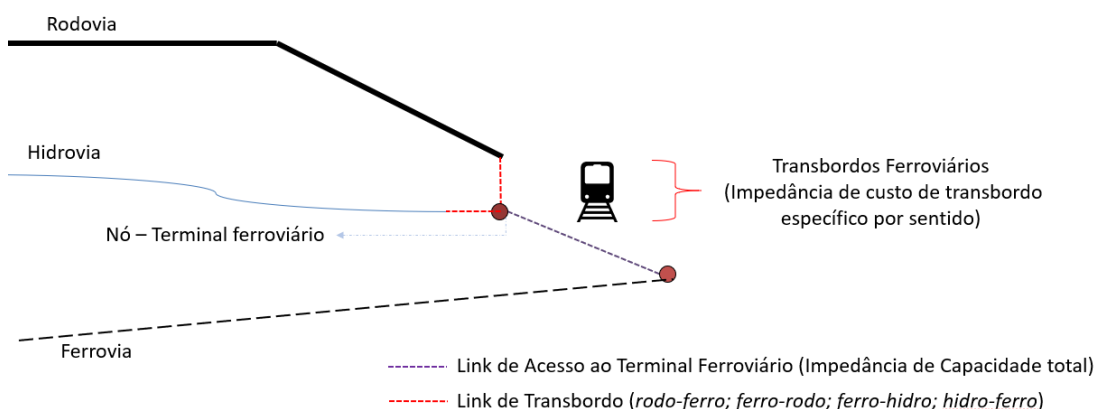 Rodovia
Hidrovia
Transbordos Ferroviários
(Impedância de custo de transbordo
específico por sentido)
Nó – Terminal ferroviário
Ferrovia
Link de Acesso ao Terminal Ferroviário (Impedância de Capacidade total)
Link de Transbordo (rodo-ferro; ferro-rodo; ferro-hidro; hidro-ferro)